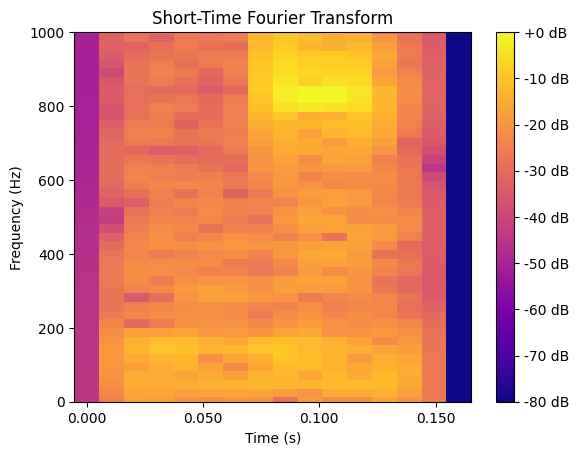 Short-Time Fourier Transform
1000
800
600
400
200
0
Frequency (Hz)
0.000
0.050
0.100
0.150
Time (s)
+0 dB
-10 dB
-20 dB
-30 dB
-40 dB
-50 dB
-60 dB
-70 dB
-80 dB